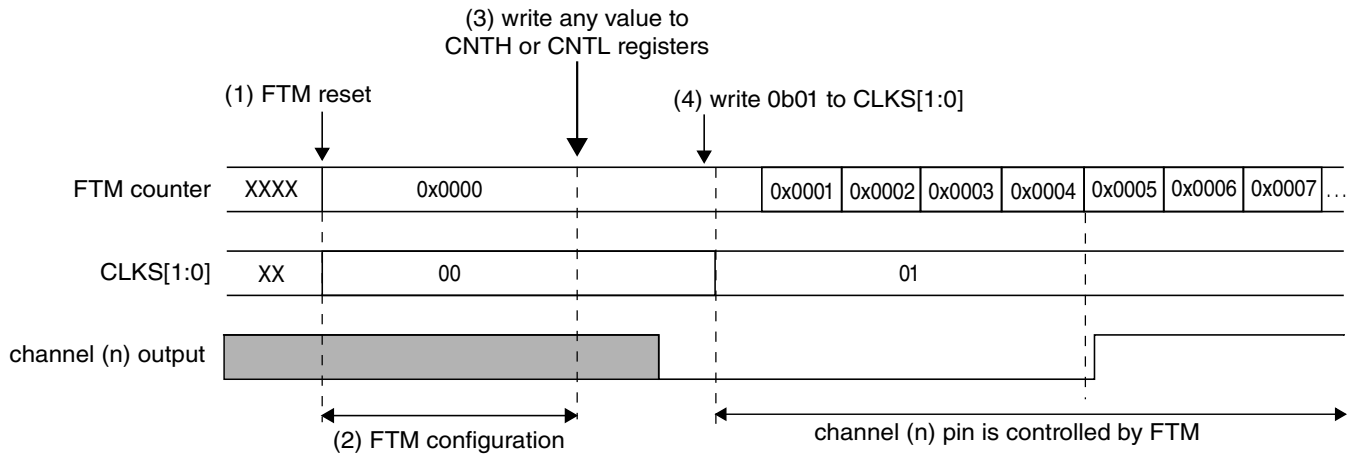 (3) write any value to
CNTH or CNTL registers
(1) FTM reset
(4) write 0b01 to CLKS[1:0]
FTM counter XXXX 0x0000 0x0001 0x0002 0x0003 0x0004 0x0005 0x0006 0x0007 ...
CLKS[1:0] XX 00 01
channel (n) output
(2) FTM configuration
channel (n) pin is controlled by FTM